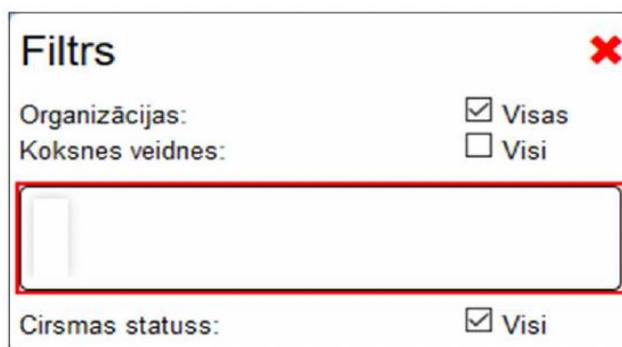 Filtrs
Organizācijas: Visas
Koksnes veidnes: Visi
Cirsmas statuss: Visi